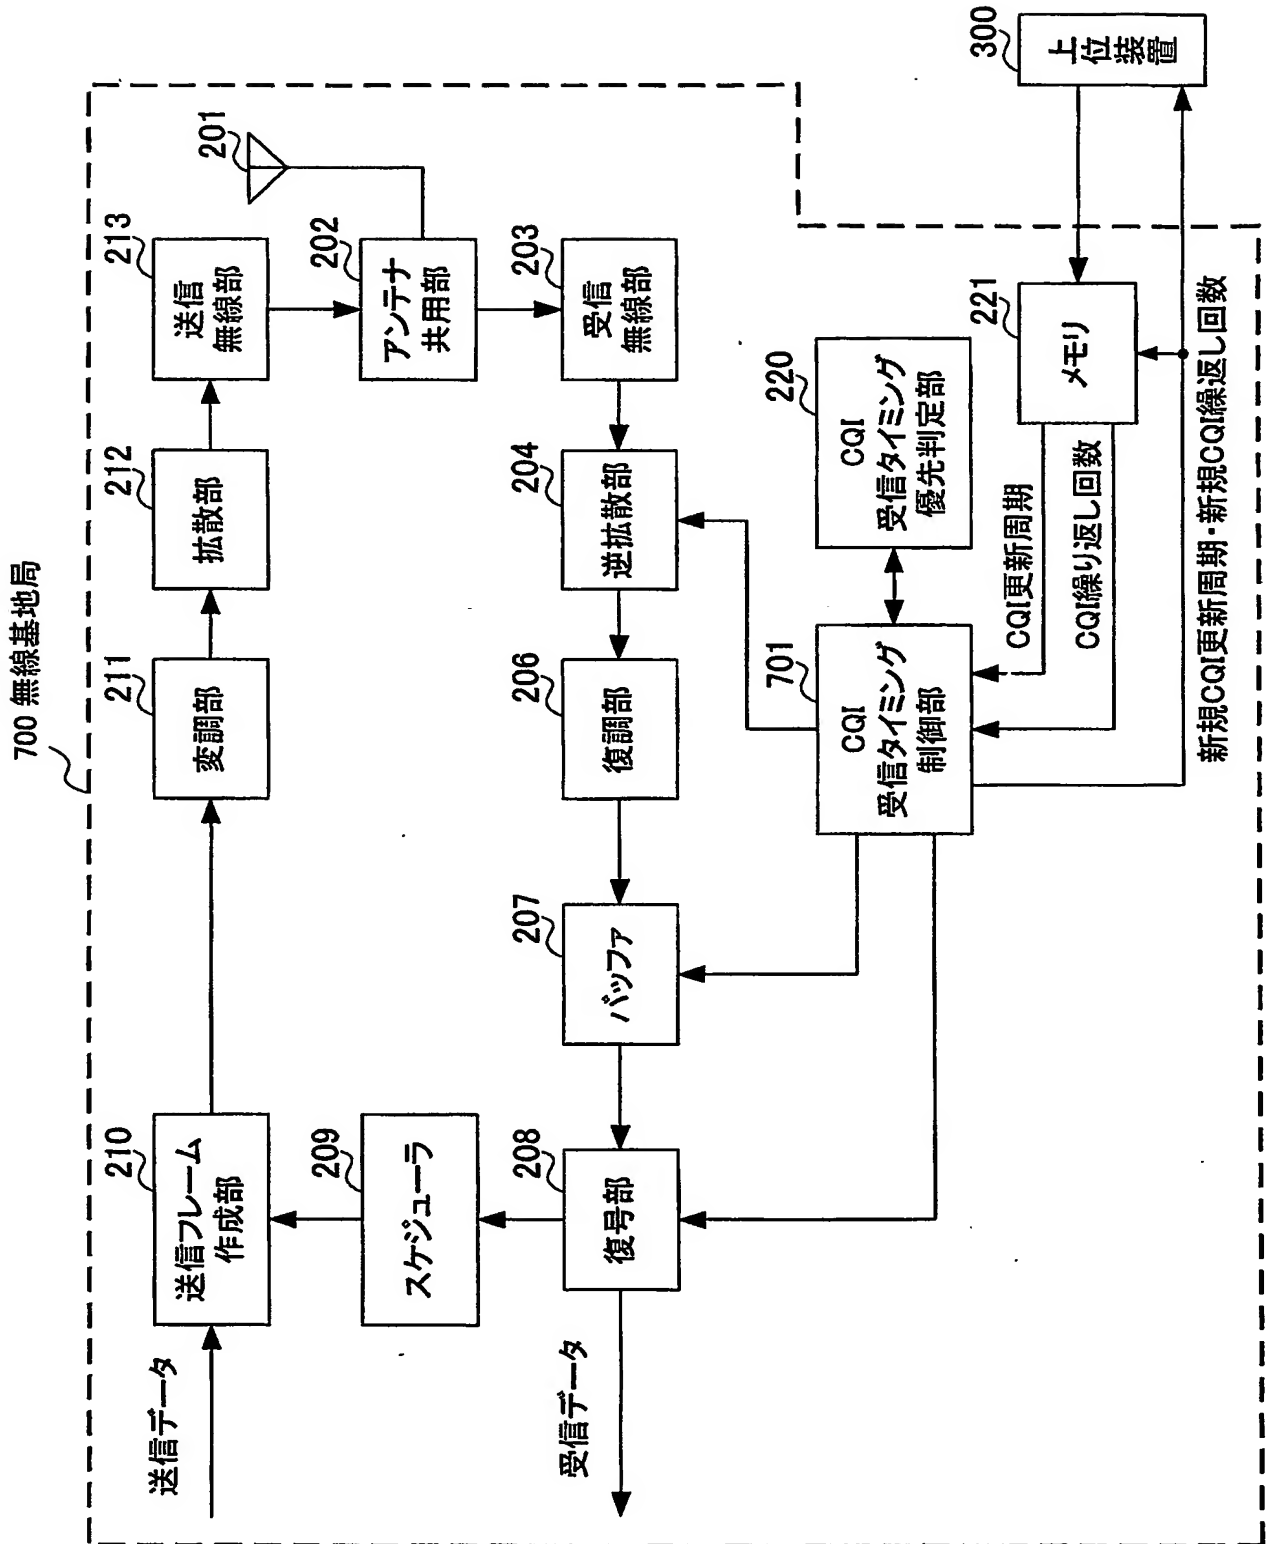 700 無線基地局
送信データ
210
送信フレーム
作成部
211
変調部
212
拡散部
213
送信
無線部
201
202
アンテナ
共用部
203
受信
無線部
204
逆拡散部
206
復調部
207
バッファ
208
復号部
209
スケジューラ
受信データ
701
CQI
受信タイミング
制御部
220
CQI
受信タイミング
優先判定部
221
メモリ
CQI更新周期
CQI繰り返し回数
新規CQI更新周期・新規CQI繰返し回数
300
上位装置